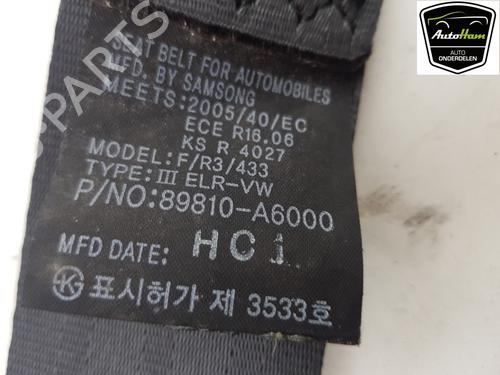 AutoHam
AUTO
ONDERDELEN
SEAT BELT FOR AUTOMOBILES
MFD. BY SAMSONG
MEETS:2005/40/EC
ECE R16.06
KS R 4027
MODEL:F/R3/433
TYPE:III ELR-VW
P/NO:89810-A6000
MFD DATE: HC1
표시허가 제 3533호